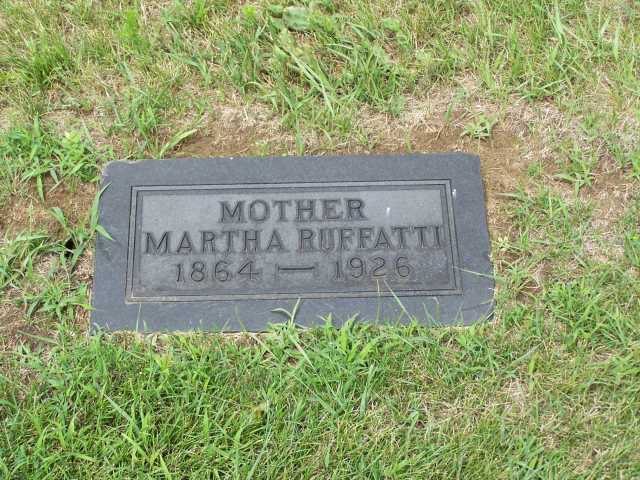 MOTHER
MARTHA RUFFATTI
1864 — 1926